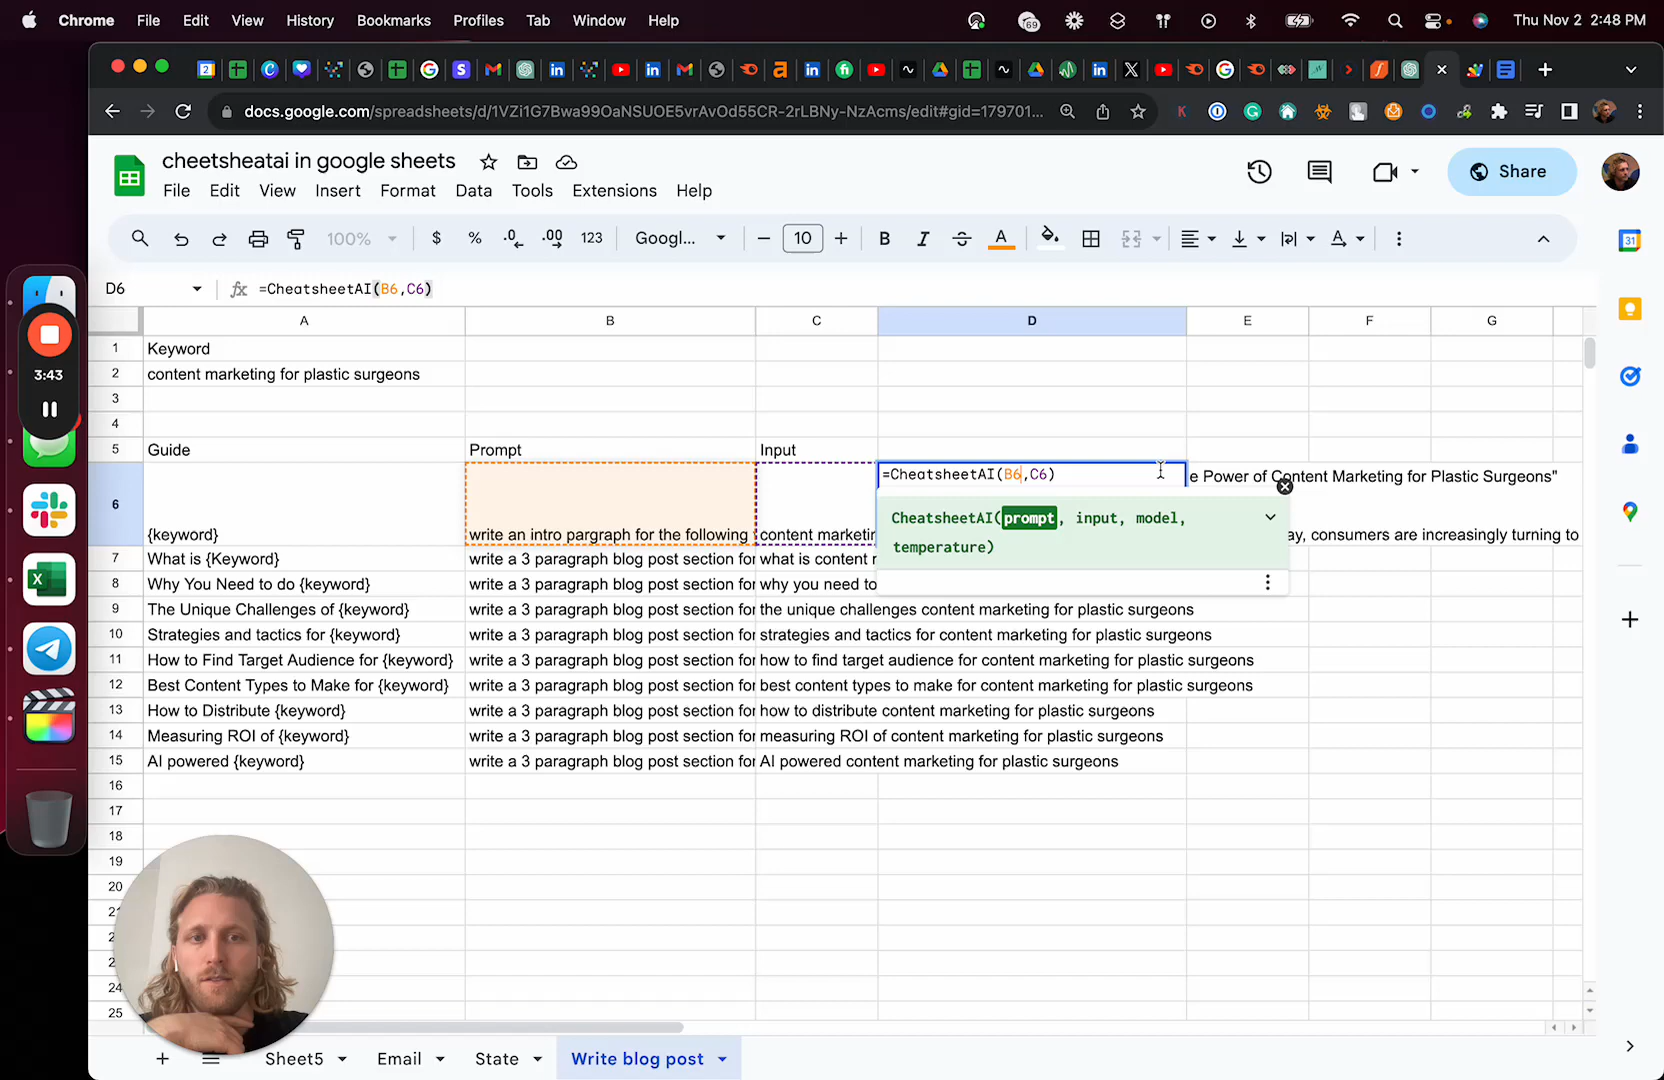 Chrome File Edit View History Bookmarks Profiles Tab Window Help 69 Thu Nov 2 2:48 PM
docs.google.com/spreadsheets/d/1VZi1G7Bwa99OaNSUOE5vrAvOd55CR-2rLBNy-NzAcms/edit#gid=179701...
cheetsheatai in google sheets
File Edit View Insert Format Data Tools Extensions Help
Share
100% $ % .0 .00 123 Googl... 10 B I A
D6 fx =CheatsheetAI(B6,C6)
A B C D E F G
1 Keyword
2 content marketing for plastic surgeons
3
4
5 Guide Prompt Input
=CheatsheetAI(B6,C6) e Power of Content Marketing for Plastic Surgeons"
6
CheatsheetAI(prompt, input, model,
temperature)
{keyword} write an intro pargraph for the following content marketin ay, consumers are increasingly turning to
7 What is {Keyword} write a 3 paragraph blog post section for what is content
8 Why You Need to do {keyword} write a 3 paragraph blog post section for why you need to
9 The Unique Challenges of {keyword} write a 3 paragraph blog post section for the unique challenges content marketing for plastic surgeons
10 Strategies and tactics for {keyword} write a 3 paragraph blog post section for strategies and tactics for content marketing for plastic surgeons
11 How to Find Target Audience for {keyword} write a 3 paragraph blog post section for how to find target audience for content marketing for plastic surgeons
12 Best Content Types to Make for {keyword} write a 3 paragraph blog post section for best content types to make for content marketing for plastic surgeons
13 How to Distribute {keyword} write a 3 paragraph blog post section for how to distribute content marketing for plastic surgeons
14 Measuring ROI of {keyword} write a 3 paragraph blog post section for measuring ROI of content marketing for plastic surgeons
15 AI powered {keyword} write a 3 paragraph blog post section for AI powered content marketing for plastic surgeons
16
17
18
19
20
24
25
3:43
Sheet5 Email State Write blog post